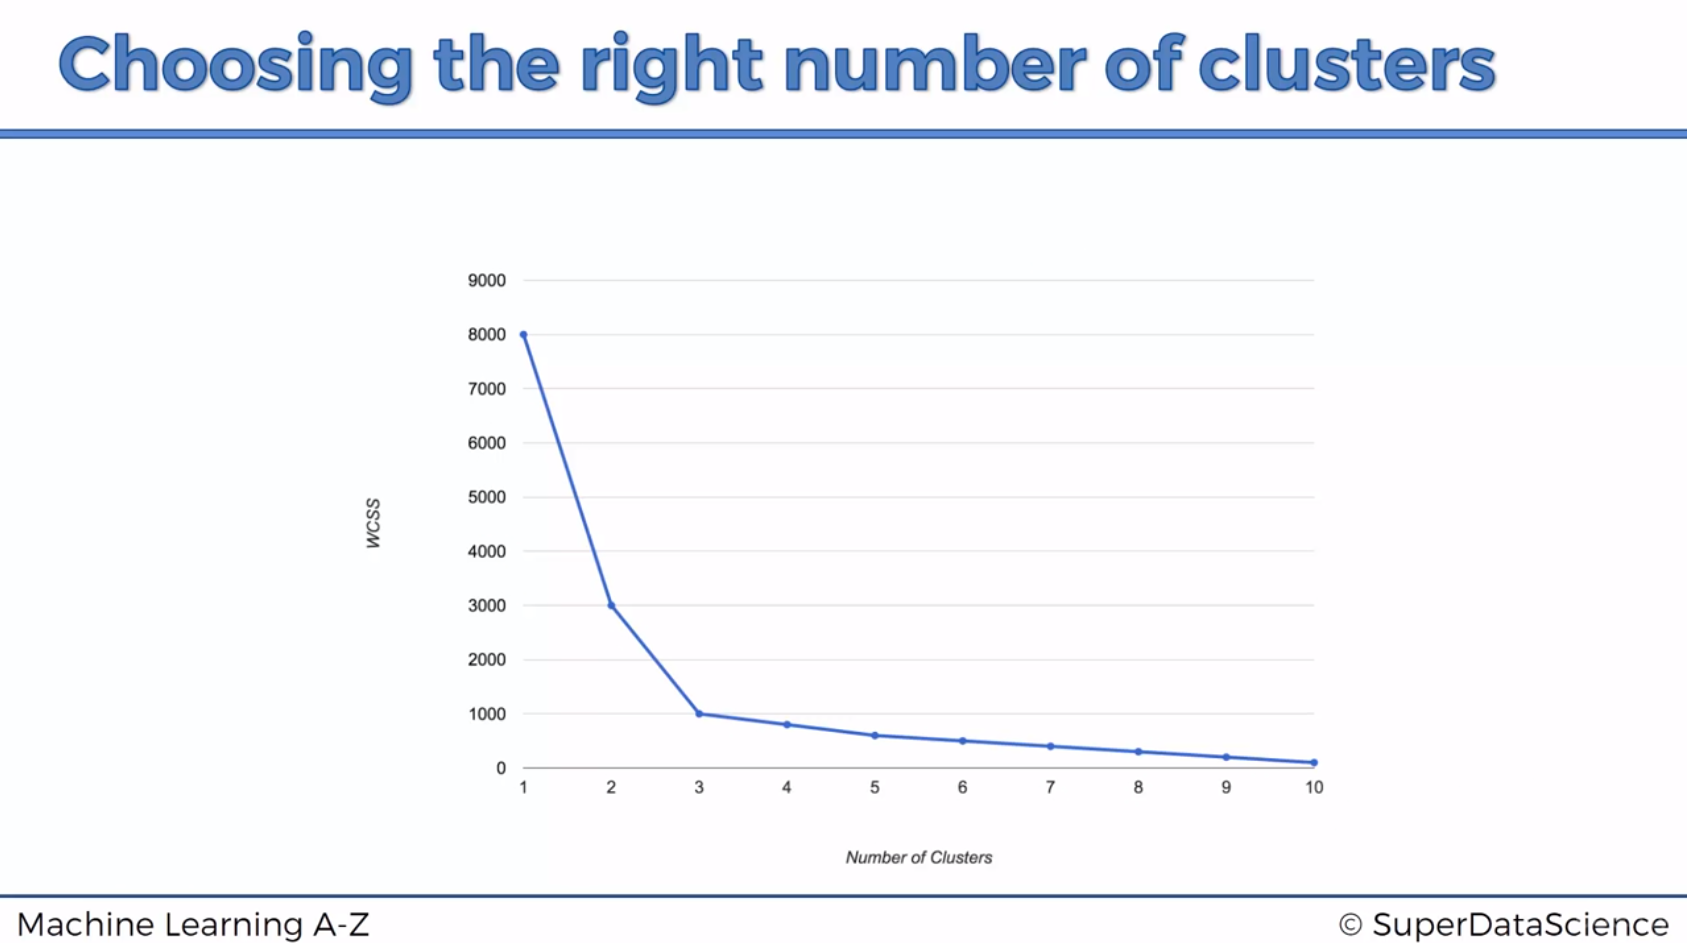 Choosing the right number of clusters
9000
8000
7000
6000
5000
4000
3000
2000
1000
0
WCSS
1 2 3 4 5 6 7 8 9 10
Number of Clusters
Machine Learning A-Z
© SuperDataScience